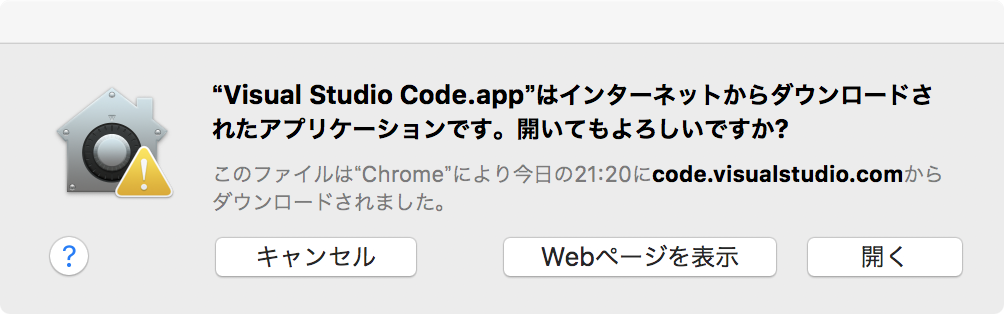 “Visual Studio Code.app”はインターネットからダウンロードさ
れたアプリケーションです。開いてもよろしいですか?
このファイルは“Chrome”により今日の21:20にcode.visualstudio.comから
ダウンロードされました。
? キャンセル Webページを表示 開く